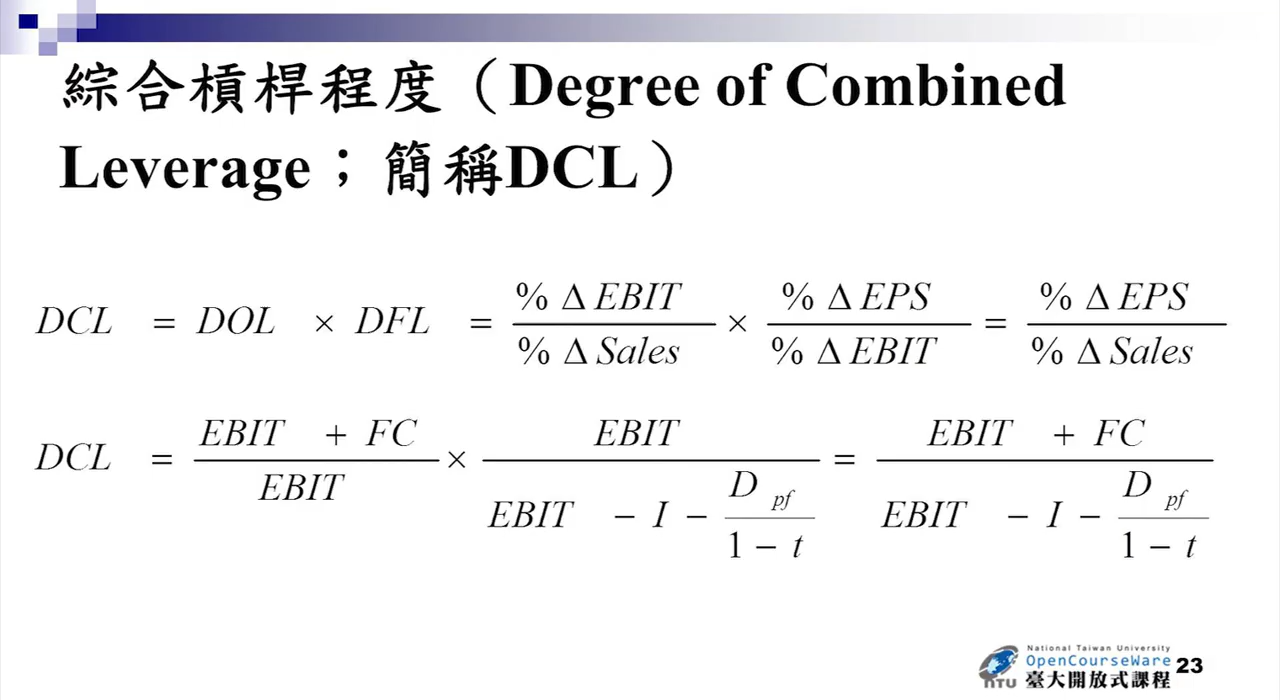 綜合槓桿程度（Degree of Combined
Leverage；簡稱DCL）
DCL = DOL × DFL = % Δ EBIT / % Δ Sales × % Δ EPS / % Δ EBIT = % Δ EPS / % Δ Sales
DCL = EBIT + FC / EBIT × EBIT / EBIT − I − D pf / 1 − t = EBIT + FC / EBIT − I − D pf / 1 − t
National Taiwan University
OpenCourseWare
臺大開放式課程
NTU
23